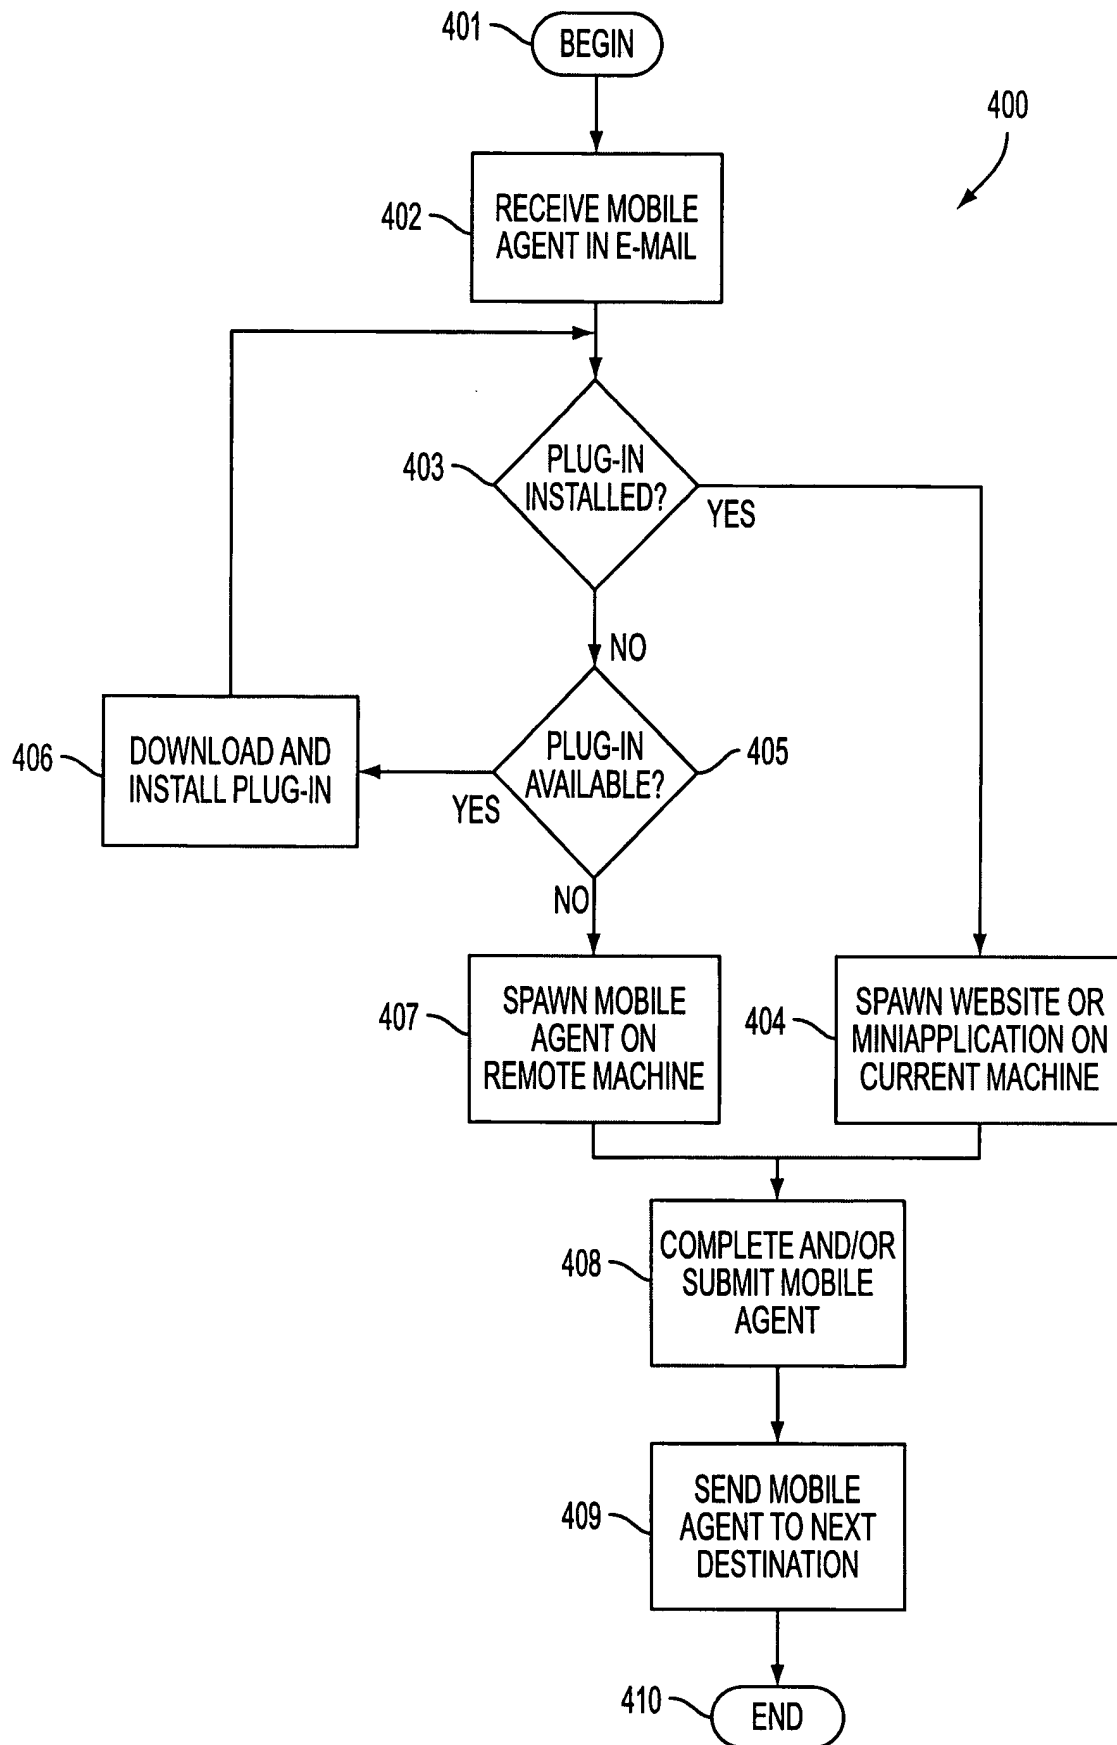 401
BEGIN
400
402
RECEIVE MOBILE
AGENT IN E-MAIL
403
PLUG-IN
INSTALLED?
YES
NO
406
DOWNLOAD AND
INSTALL PLUG-IN
YES
PLUG-IN
AVAILABLE?
405
NO
407
SPAWN MOBILE
AGENT ON
REMOTE MACHINE
404
SPAWN WEBSITE OR
MINIAPPLICATION ON
CURRENT MACHINE
408
COMPLETE AND/OR
SUBMIT MOBILE
AGENT
409
SEND MOBILE
AGENT TO NEXT
DESTINATION
410
END